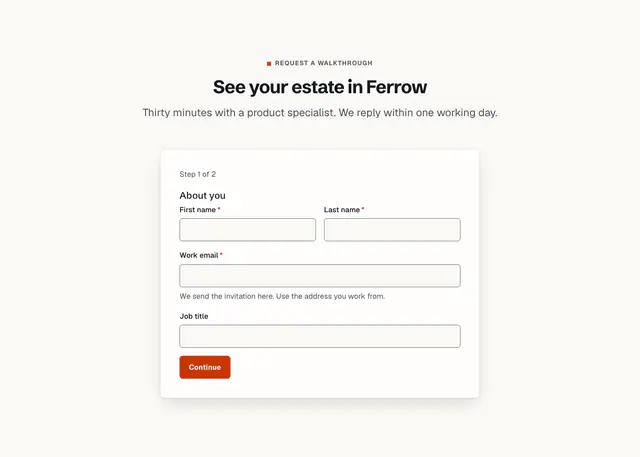 REQUEST A WALKTHROUGH
See your estate in Ferrow
Thirty minutes with a product specialist. We reply within one working day.
Step 1 of 2
About you
First name *
Last name *
Work email *
We send the invitation here. Use the address you work from.
Job title
Continue